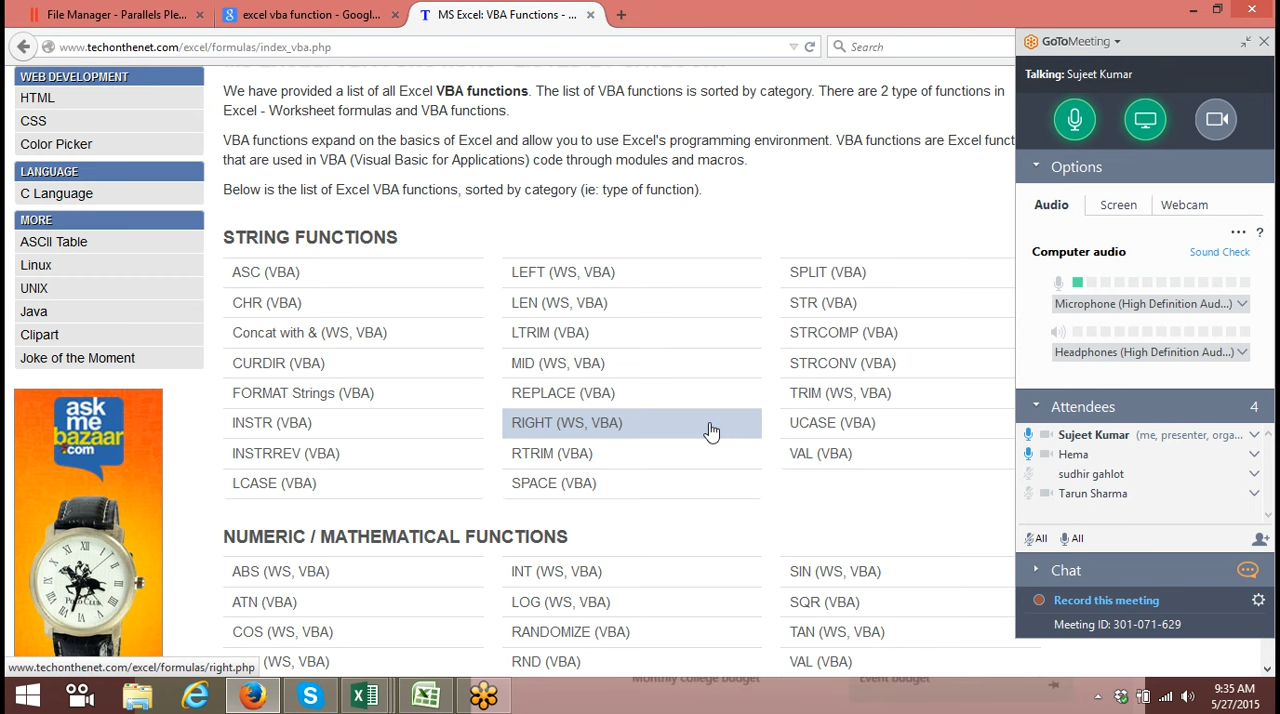 File Manager - Parallels Ple... ×
excel vba function - Googl... ×
MS Excel: VBA Functions - ... ×
www.techonthenet.com/excel/formulas/index_vba.php
Search
WEB DEVELOPMENT
HTML
CSS
Color Picker
LANGUAGE
C Language
MORE
ASCII Table
Linux
UNIX
Java
Clipart
Joke of the Moment
ask
me
bazaar
.com
POLO CLUB
We have provided a list of all Excel VBA functions. The list of VBA functions is sorted by category. There are 2 type of functions in
Excel - Worksheet formulas and VBA functions.
VBA functions expand on the basics of Excel and allow you to use Excel's programming environment. VBA functions are Excel funct
that are used in VBA (Visual Basic for Applications) code through modules and macros.
Below is the list of Excel VBA functions, sorted by category (ie: type of function).
STRING FUNCTIONS
ASC (VBA)
CHR (VBA)
Concat with & (WS, VBA)
CURDIR (VBA)
FORMAT Strings (VBA)
INSTR (VBA)
INSTRREV (VBA)
LCASE (VBA)
LEFT (WS, VBA)
LEN (WS, VBA)
LTRIM (VBA)
MID (WS, VBA)
REPLACE (VBA)
RIGHT (WS, VBA)
RTRIM (VBA)
SPACE (VBA)
SPLIT (VBA)
STR (VBA)
STRCOMP (VBA)
STRCONV (VBA)
TRIM (WS, VBA)
UCASE (VBA)
VAL (VBA)
NUMERIC / MATHEMATICAL FUNCTIONS
ABS (WS, VBA)
ATN (VBA)
COS (WS, VBA)
(WS, VBA)
INT (WS, VBA)
LOG (WS, VBA)
RANDOMIZE (VBA)
RND (VBA)
SIN (WS, VBA)
SQR (VBA)
TAN (WS, VBA)
VAL (VBA)
www.techonthenet.com/excel/formulas/right.php
Monthly college budget
Event budget
GoToMeeting
Talking: Sujeet Kumar
Options
Audio
Screen
Webcam
... ?
Computer audio
Sound Check
Microphone (High Definition Aud...)
Headphones (High Definition Aud...)
Attendees 4
Sujeet Kumar (me, presenter, orga...
Hema
sudhir gahlot
Tarun Sharma
All
All
Chat
Record this meeting
Meeting ID: 301-071-629
9:35 AM
5/27/2015